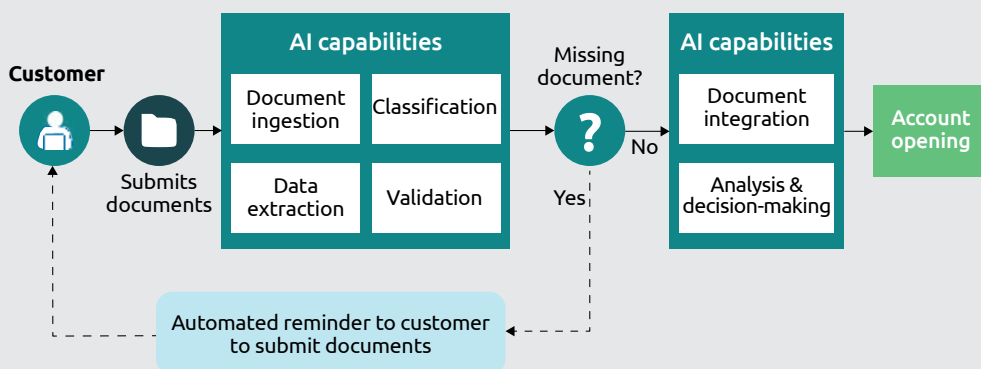 Customer
Submits
documents
AI capabilities
Document
ingestion
Classification
Data
extraction
Validation
Missing
document?
?
No
Yes
AI capabilities
Document
integration
Analysis &
decision-making
Account
opening
Automated reminder to customer
to submit documents